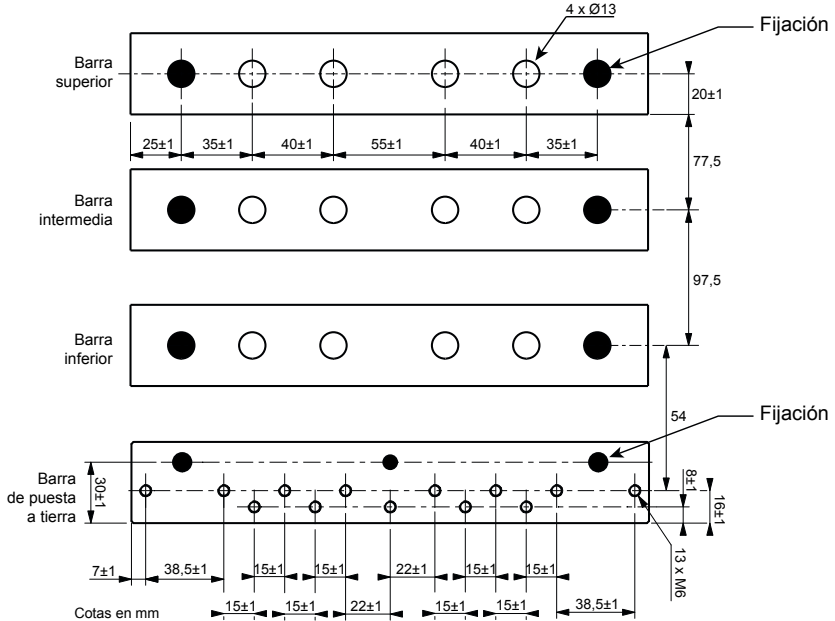 4 x Ø13
Fijación
Barra
superior
20±1
25±1 35±1 40±1 55±1 40±1 35±1
77,5
Barra
intermedia
97,5
Barra
inferior
54
Fijación
Barra
de puesta
a tierra
30±1
8±1
16±1
13 x M6
7±1 38,5±1 15±1 15±1 22±1 15±1 15±1
15±1 15±1 22±1 15±1 15±1 38,5±1
Cotas en mm